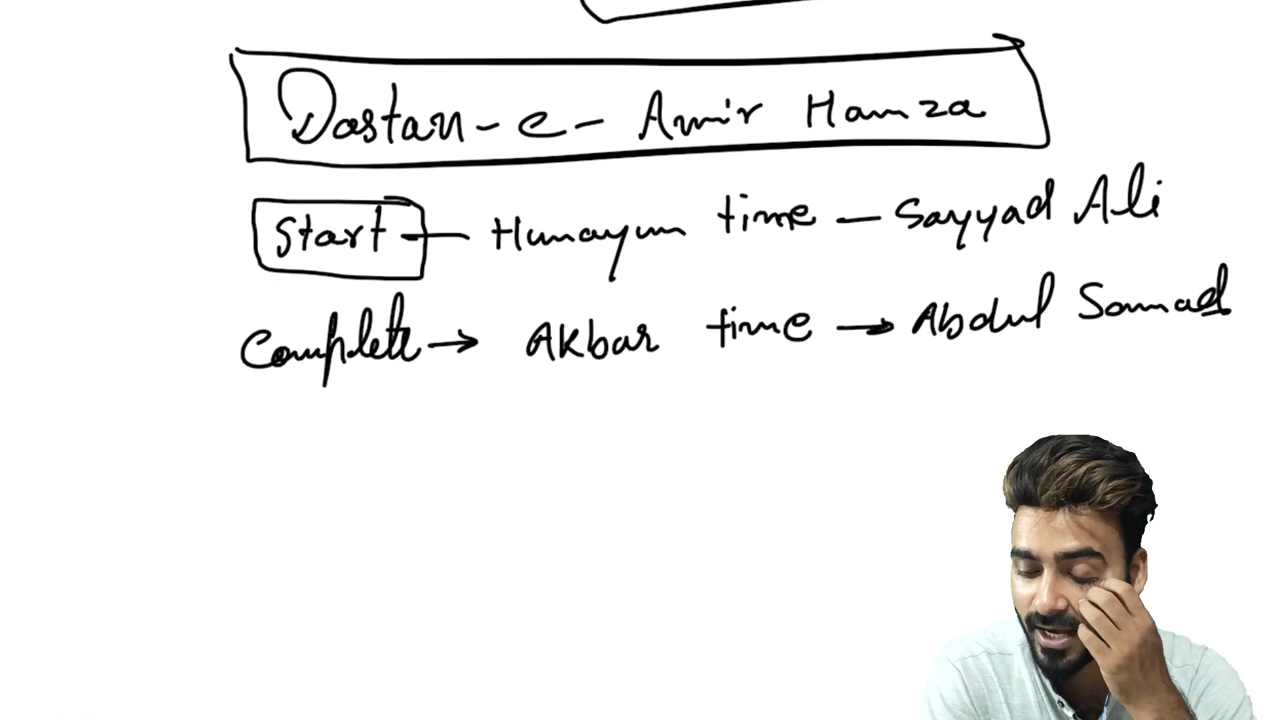 Dastan-e-Amir Hamza
Start — Humayun time — Sayyad Ali
Complete → Akbar time → Abdul Samad